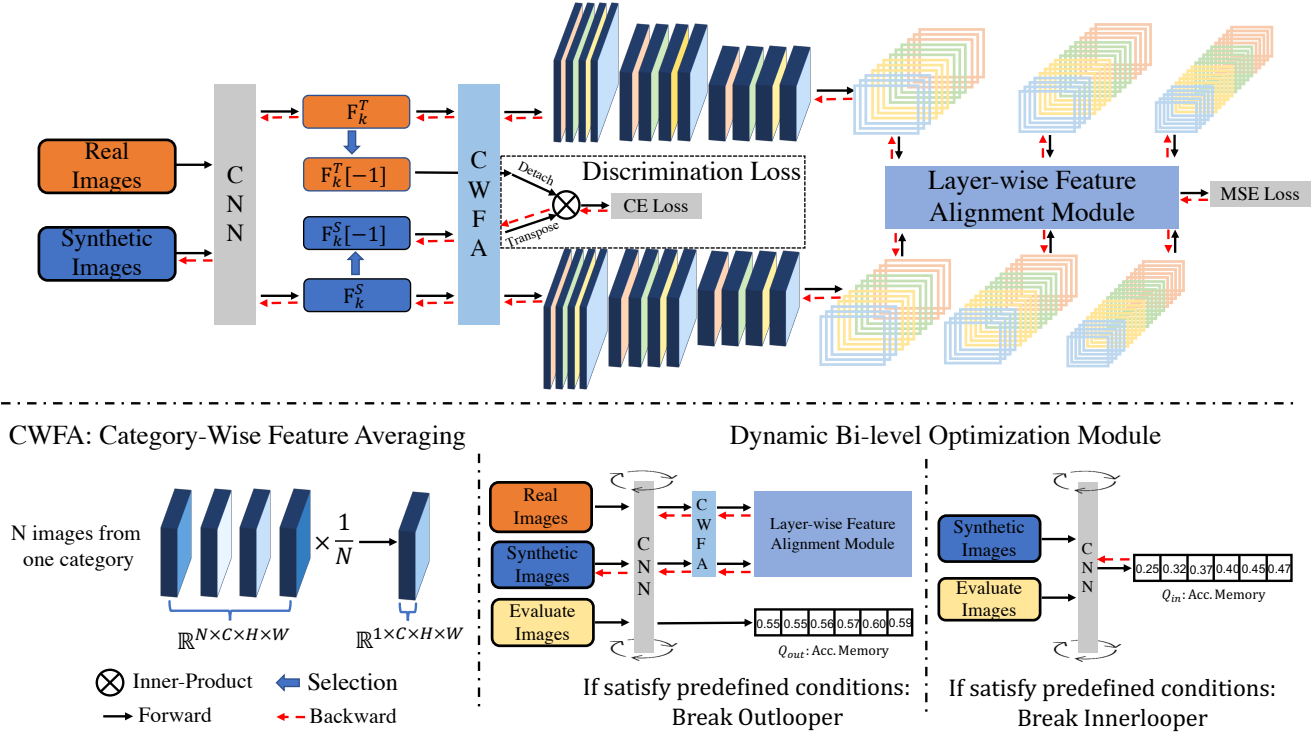 Real
Images
Synthetic
Images
C
N
N
F_k^T
F_k^T[−1]
F_k^S[−1]
F_k^S
C
W
F
A
Discrimination Loss
Detach
Transpose
CE Loss
Layer-wise Feature
Alignment Module
MSE Loss
CWFA: Category-Wise Feature Averaging
N images from
one category
× 1/N
ℝ^{N×C×H×W}
ℝ^{1×C×H×W}
Inner-Product
Selection
Forward
Backward
Dynamic Bi-level Optimization Module
Real
Images
Synthetic
Images
Evaluate
Images
C
N
N
C
W
F
A
Layer-wise Feature
Alignment Module
0.55 0.55 0.56 0.57 0.60 0.59
Q_out: Acc. Memory
If satisfy predefined conditions:
Break Outlooper
Synthetic
Images
Evaluate
Images
C
N
N
0.25 0.32 0.37 0.40 0.45 0.47
Q_in: Acc. Memory
If satisfy predefined conditions:
Break Innerlooper